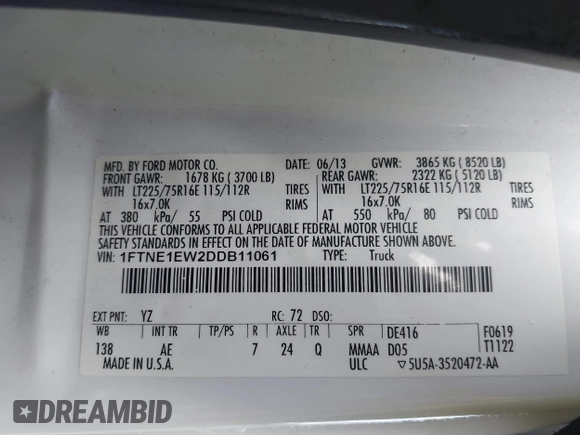 MFD. BY FORD MOTOR CO.
DATE: 06/13 GVWR: 3865 KG ( 8520 LB)
FRONT GAWR: 1678 KG ( 3700 LB)
REAR GAWR: 2322 KG ( 5120 LB)
WITH LT225/75R16E 115/112R TIRES
WITH LT225/75R16E 115/112R TIRES
16x7.0K RIMS
16x7.0K RIMS
AT 380 kPa/ 55 PSI COLD
AT 550 kPa/ 80 PSI COLD
THIS VEHICLE CONFORMS TO ALL APPLICABLE FEDERAL MOTOR VEHICLE
SAFETY STANDARDS IN EFFECT ON THE DATE OF MANUFACTURE SHOWN ABOVE.
VIN: 1FTNE1EW2DDB11061 TYPE: Truck
EXT PNT: YZ RC: 72 DSO:
WB INT TR TP/PS R AXLE TR SPR DE416 F0619
138 AE 7 24 Q MMAA D05 T1122
MADE IN U.S.A. ULC ▽5U5A-3520472-AA
DREAMBID